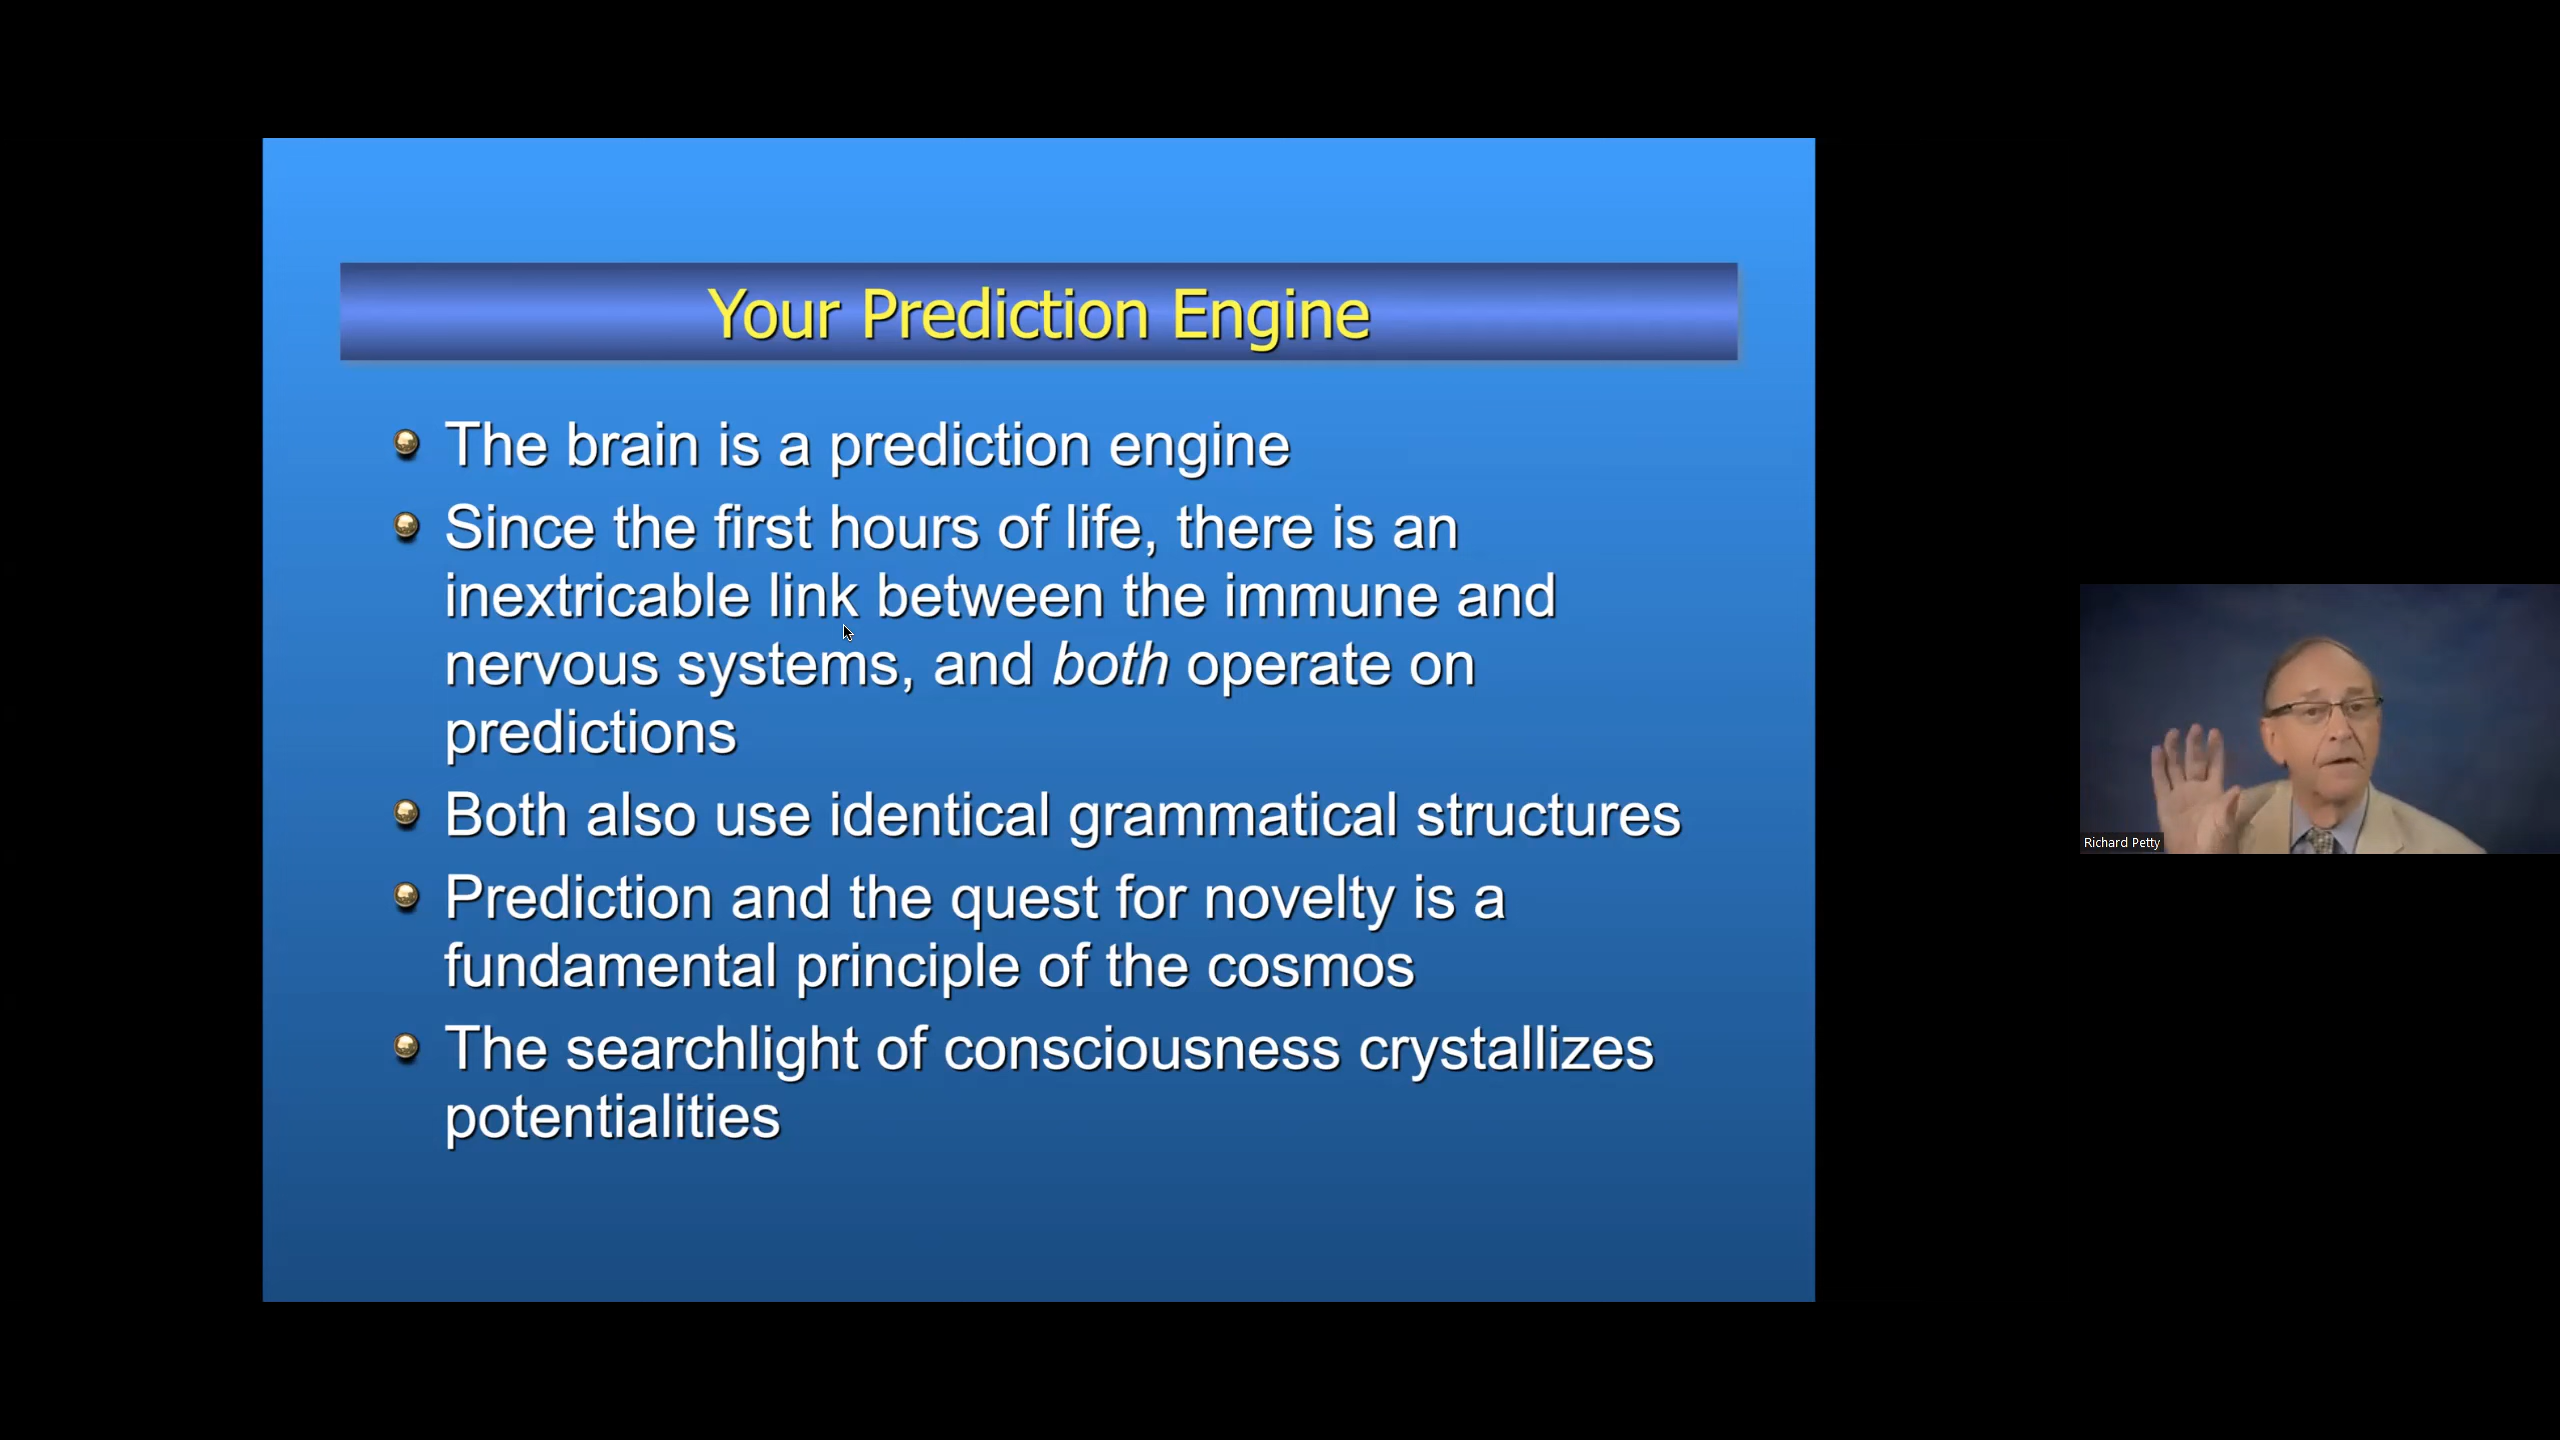 Your Prediction Engine
The brain is a prediction engine
Since the first hours of life, there is an
inextricable link between the immune and
nervous systems, and both operate on
predictions
Both also use identical grammatical structures
Prediction and the quest for novelty is a
fundamental principle of the cosmos
The searchlight of consciousness crystallizes
potentialities
Richard Petty